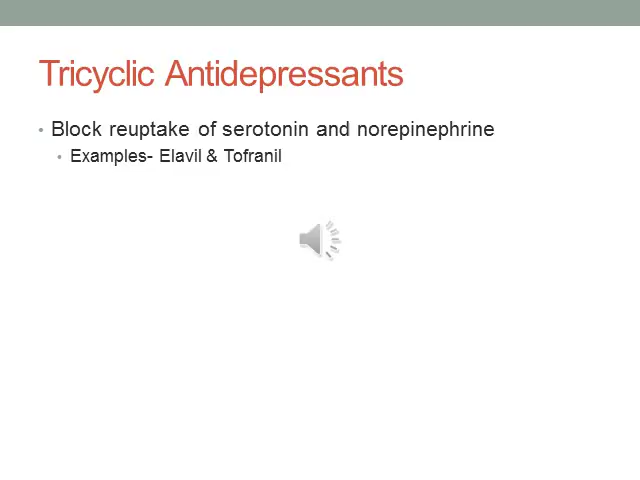 Tricyclic Antidepressants
• Block reuptake of serotonin and norepinephrine
• Examples- Elavil & Tofranil